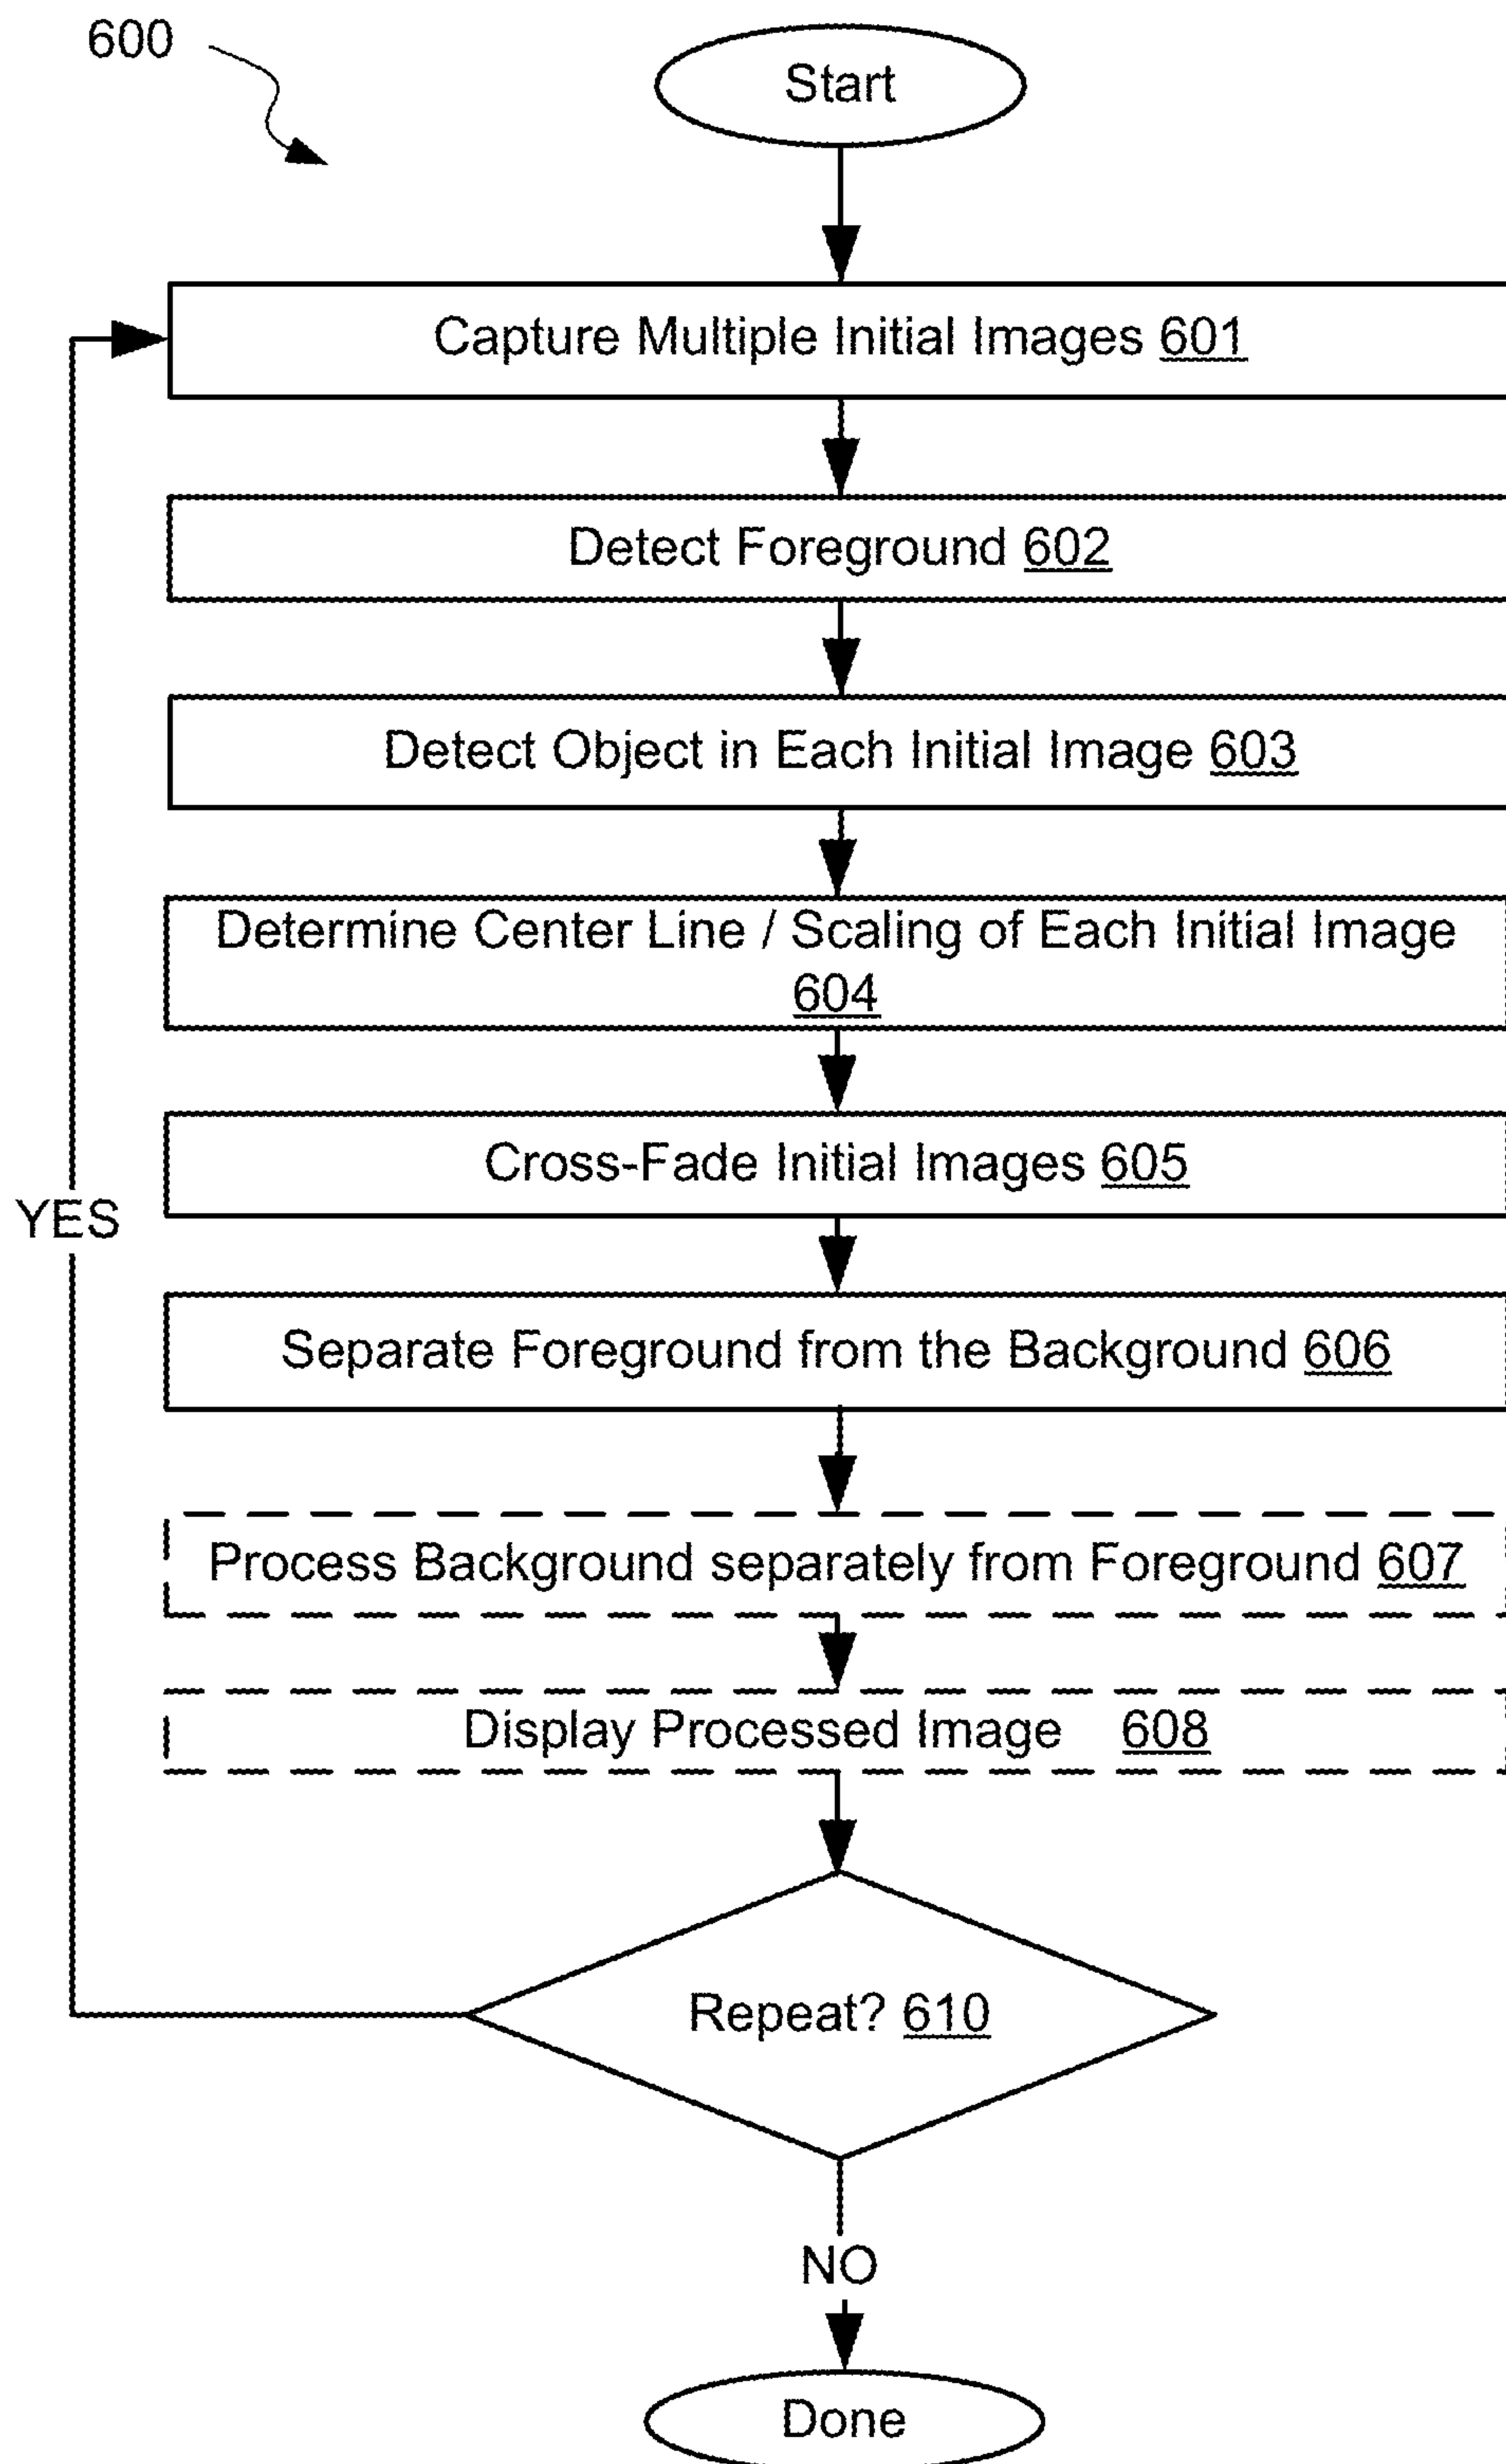 600
Start
Capture Multiple Initial Images 601
Detect Foreground 602
Detect Object in Each Initial Image 603
Determine Center Line / Scaling of Each Initial Image
604
Cross-Fade Initial Images 605
YES
Separate Foreground from the Background 606
Process Background separately from Foreground 607
Display Processed Image 608
Repeat? 610
NO
Done